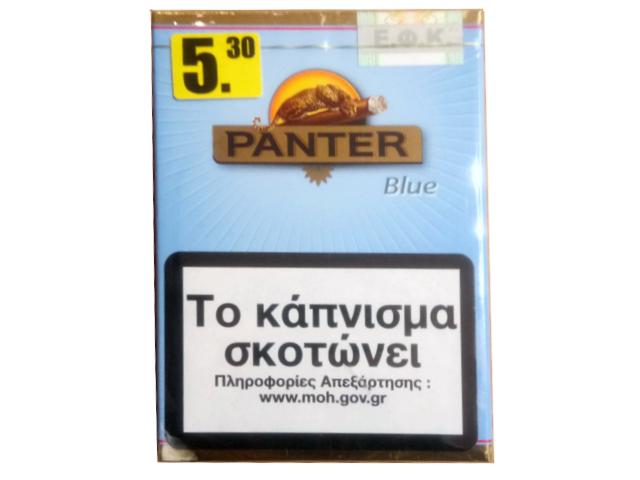 Ε.Φ.Κ.
5.30
PANTER
Blue
Το κάπνισμα
σκοτώνει
Πληροφορίες Απεξάρτησης :
www.moh.gov.gr